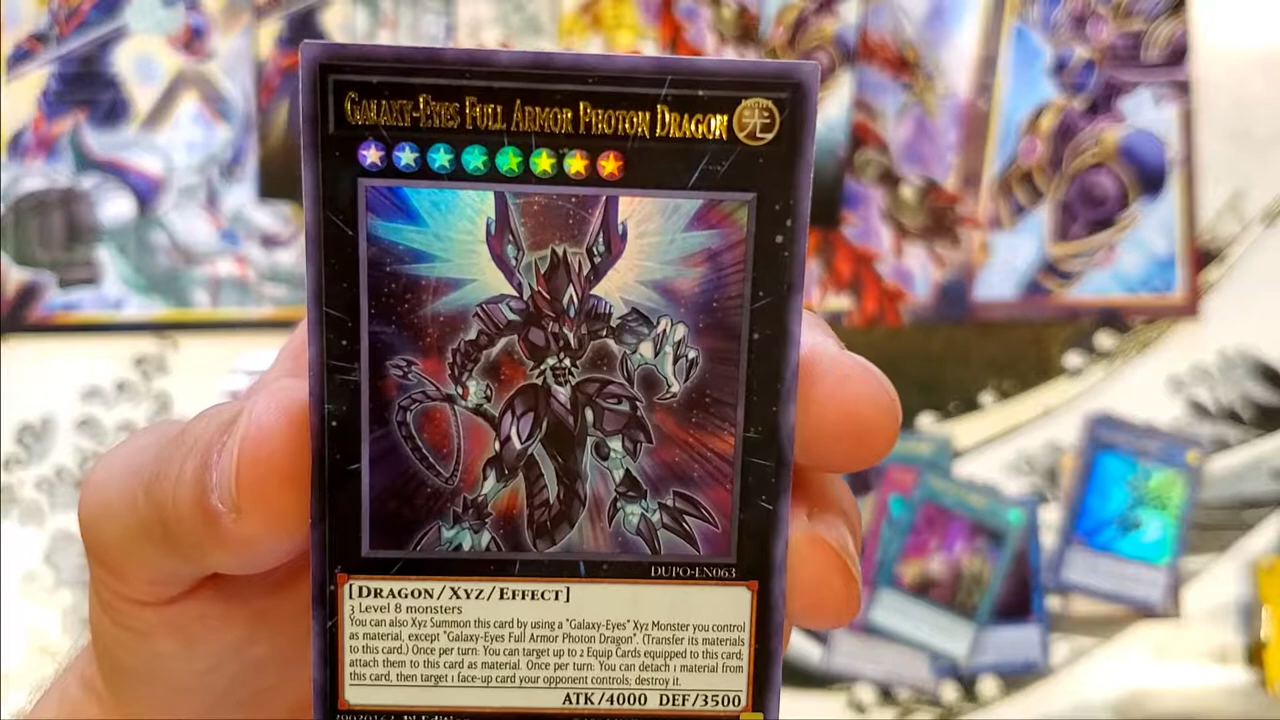 GALAXY-EYES FULL ARMOR PHOTON DRAGON
LIGHT
光
DUPO-EN063
[DRAGON/XYZ/EFFECT]
3 Level 8 monsters
You can also Xyz Summon this card by using a "Galaxy-Eyes" Xyz Monster you control
as material, except "Galaxy-Eyes Full Armor Photon Dragon". (Transfer its materials
to this card.) Once per turn: You can target up to 2 Equip Cards equipped to this card;
attach them to this card as material. Once per turn: You can detach 1 material from
this card, then target 1 face-up card your opponent controls; destroy it.
ATK/4000 DEF/3500
1st Edition